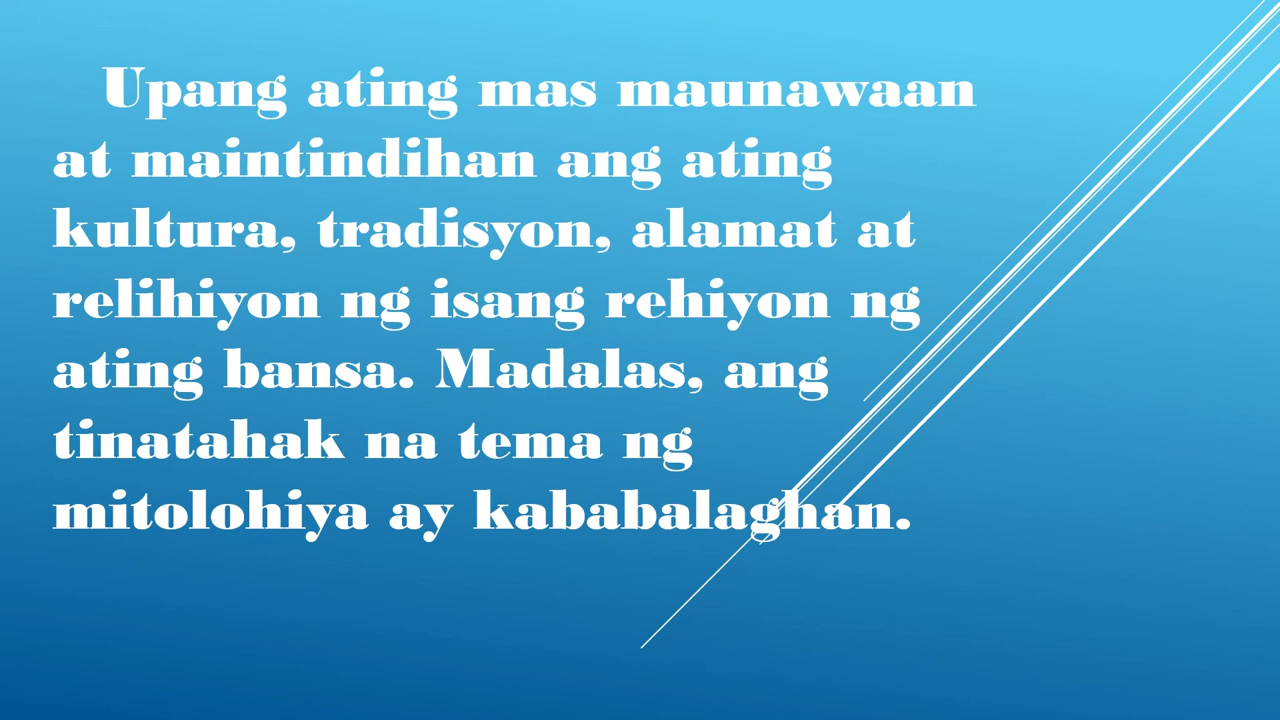 Upang ating mas maunawaan
at maintindihan ang ating
kultura, tradisyon, alamat at
relihiyon ng isang rehiyon ng
ating bansa. Madalas, ang
tinatahak na tema ng
mitolohiya ay kababalaghan.